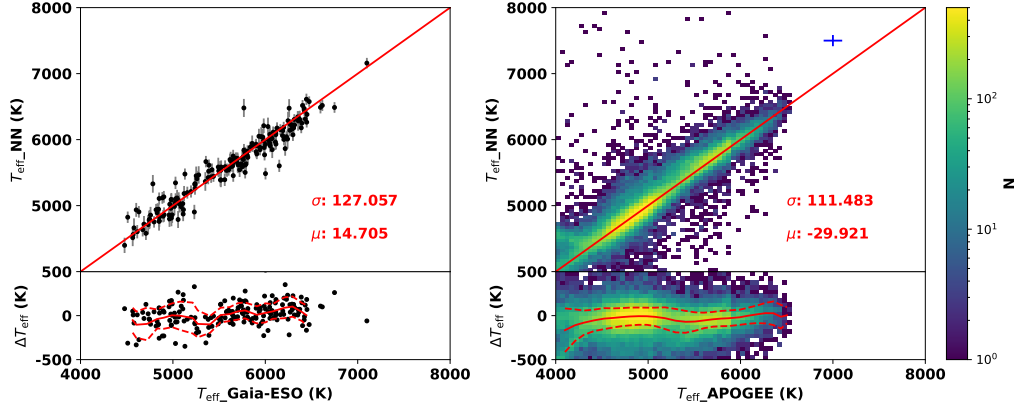 8000
7000
6000
5000
T_eff_NN (K)
σ: 127.057
μ: 14.705
500
0
-500
ΔT_eff (K)
4000 5000 6000 7000 8000
T_eff_Gaia-ESO (K)
8000
7000
6000
5000
T_eff_NN (K)
σ: 111.483
μ: -29.921
500
0
-500
ΔT_eff (K)
4000 5000 6000 7000 8000
T_eff_APOGEE (K)
10²
10¹
10⁰
N